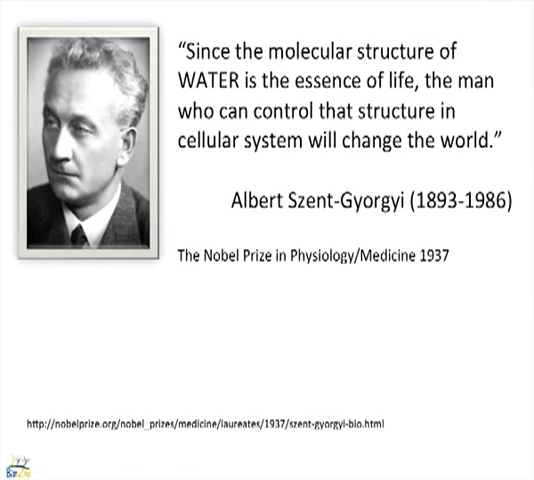 “Since the molecular structure of
WATER is the essence of life, the man
who can control that structure in
cellular system will change the world.”
Albert Szent-Gyorgyi (1893-1986)
The Nobel Prize in Physiology/Medicine 1937
http://nobelprize.org/nobel_prizes/medicine/laureates/1937/szent-gyorgyi-bio.html